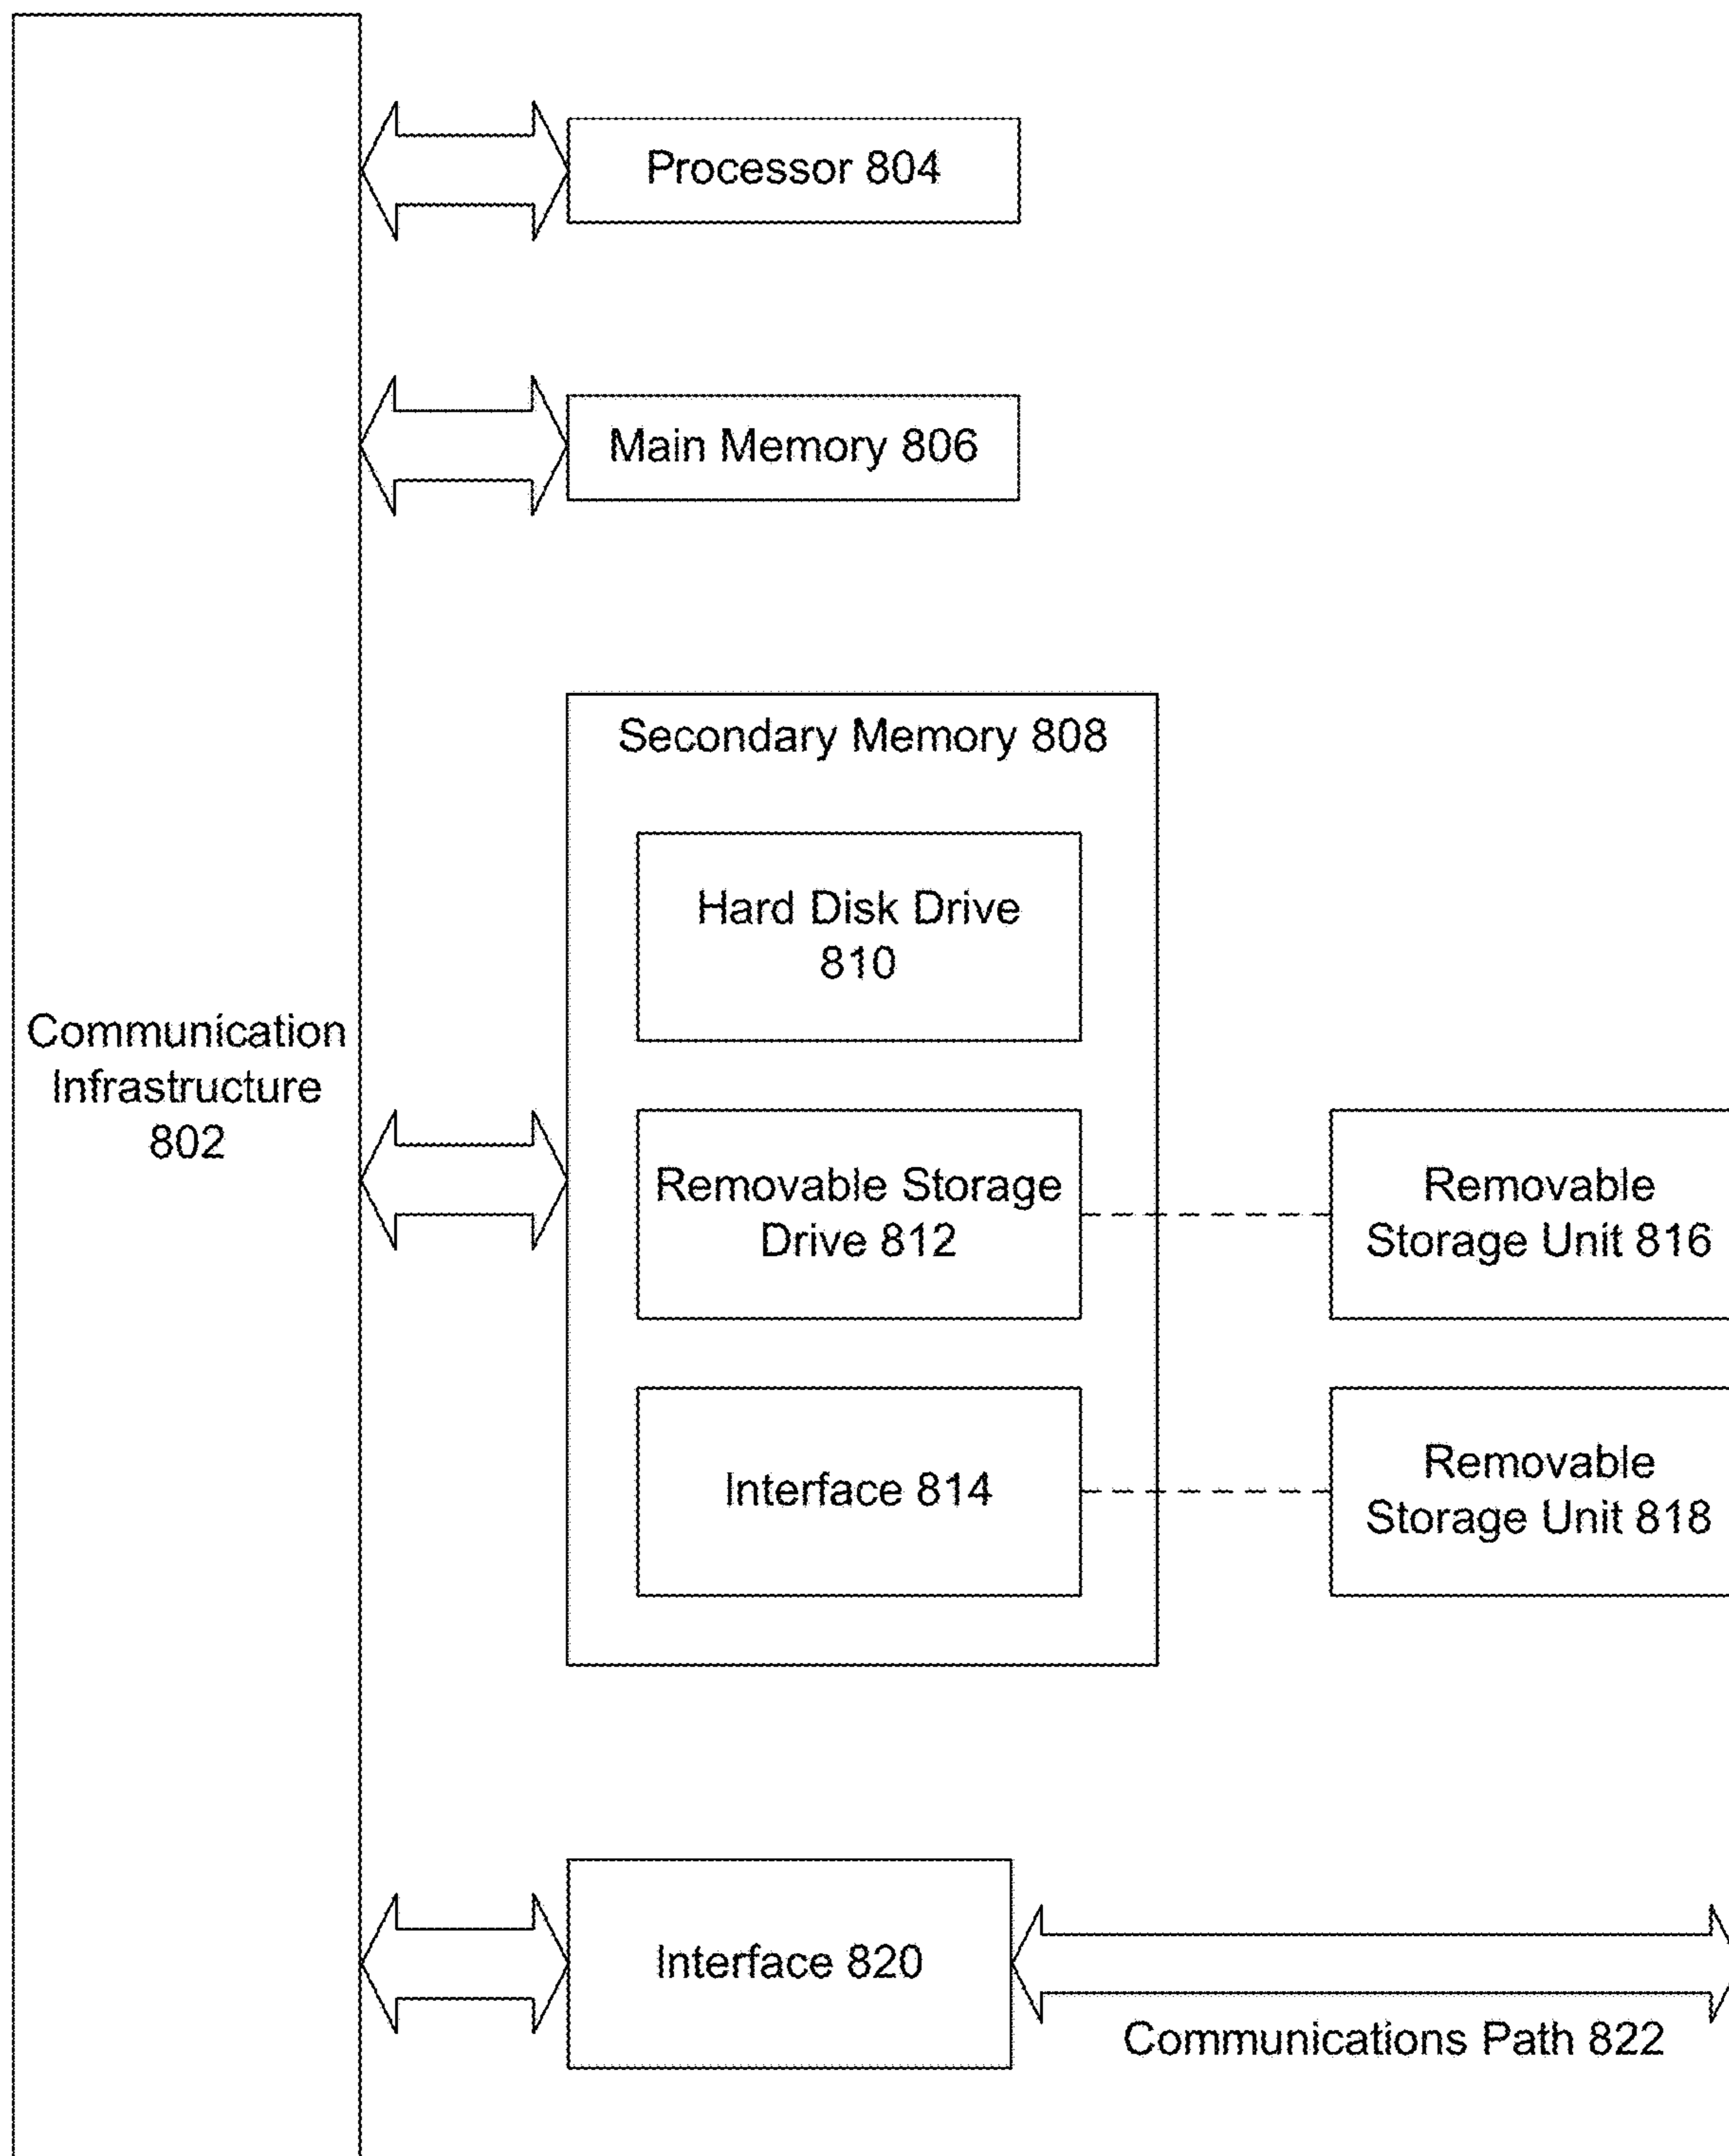 Processor 804
Main Memory 806
Secondary Memory 808
Hard Disk Drive
810
Communication
Infrastructure
802
Removable Storage
Drive 812
Removable
Storage Unit 816
Interface 814
Removable
Storage Unit 818
Interface 820
Communications Path 822